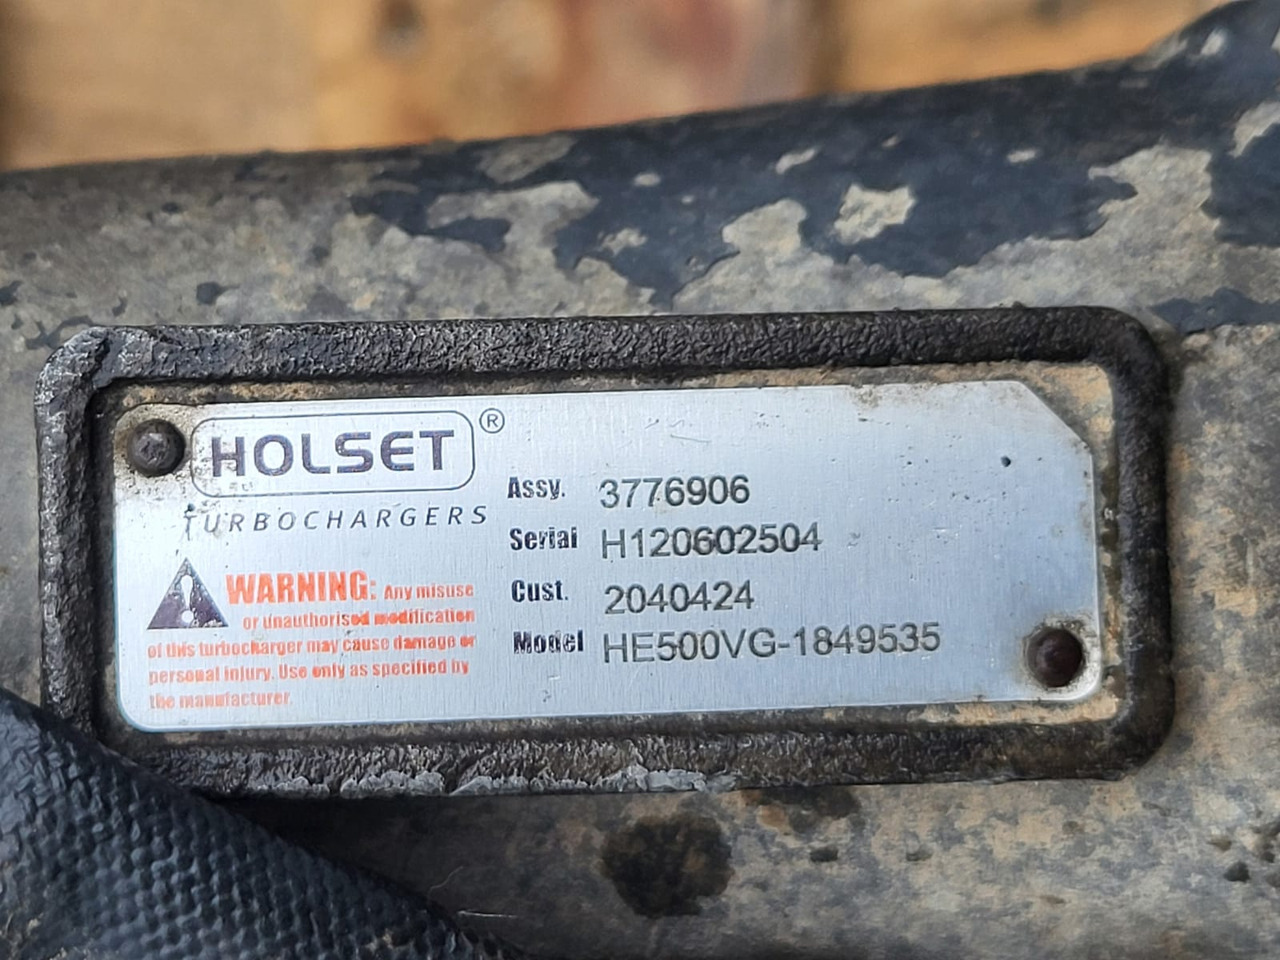 HOLSET®
TURBOCHARGERS
WARNING: Any misuse
or unauthorised modification
of this turbocharger may cause damage or
personal injury. Use only as specified by
the manufacturer.
Assy. 3776906
Serial H120602504
Cust. 2040424
Model HE500VG-1849535